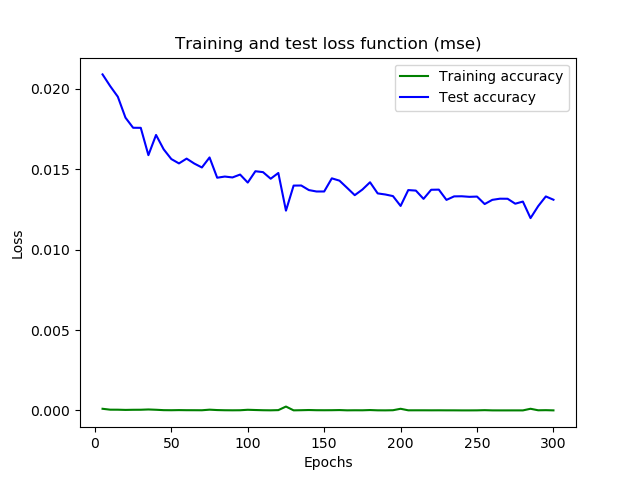 Training and test loss function (mse)
Training accuracy
Test accuracy
0.020
0.015
0.010
0.005
0.000
Loss
0 50 100 150 200 250 300
Epochs